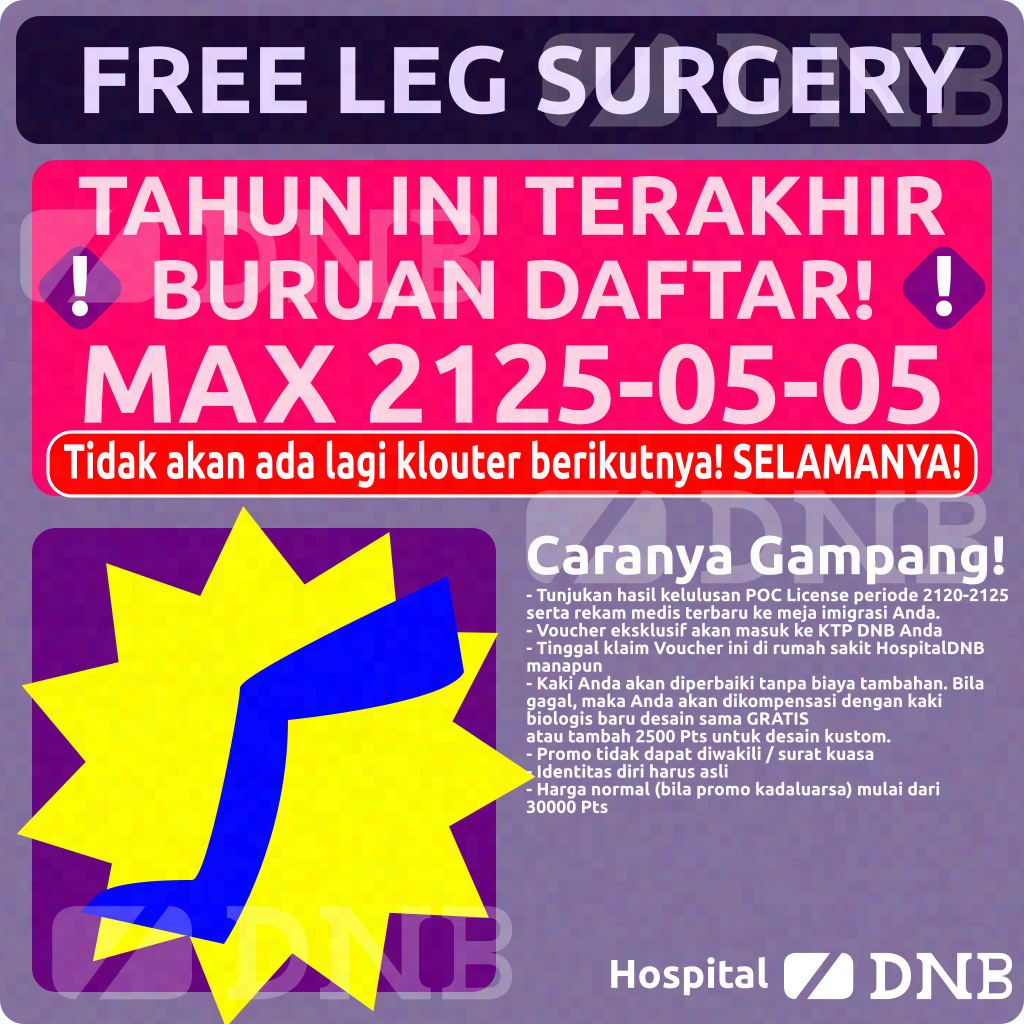 FREE LEG SURGERY
DNB
TAHUN INI TERAKHIR
DNB
! BURUAN DAFTAR! !
MAX 2125-05-05
Tidak akan ada lagi klouter berikutnya! SELAMANYA!
DNB
Caranya Gampang!
- Tunjukan hasil kelulusan POC License periode 2120-2125
serta rekam medis terbaru ke meja imigrasi Anda.
- Voucher eksklusif akan masuk ke KTP DNB Anda
- Tinggal klaim Voucher ini di rumah sakit HospitalDNB
manapun
- Kaki Anda akan diperbaiki tanpa biaya tambahan. Bila
gagal, maka Anda akan dikompensasi dengan kaki
biologis baru desain sama GRATIS
atau tambah 2500 Pts untuk desain kustom.
- Promo tidak dapat diwakili / surat kuasa
- Identitas diri harus asli
- Harga normal (bila promo kadaluarsa) mulai dari
30000 Pts
DNB
Hospital DNB